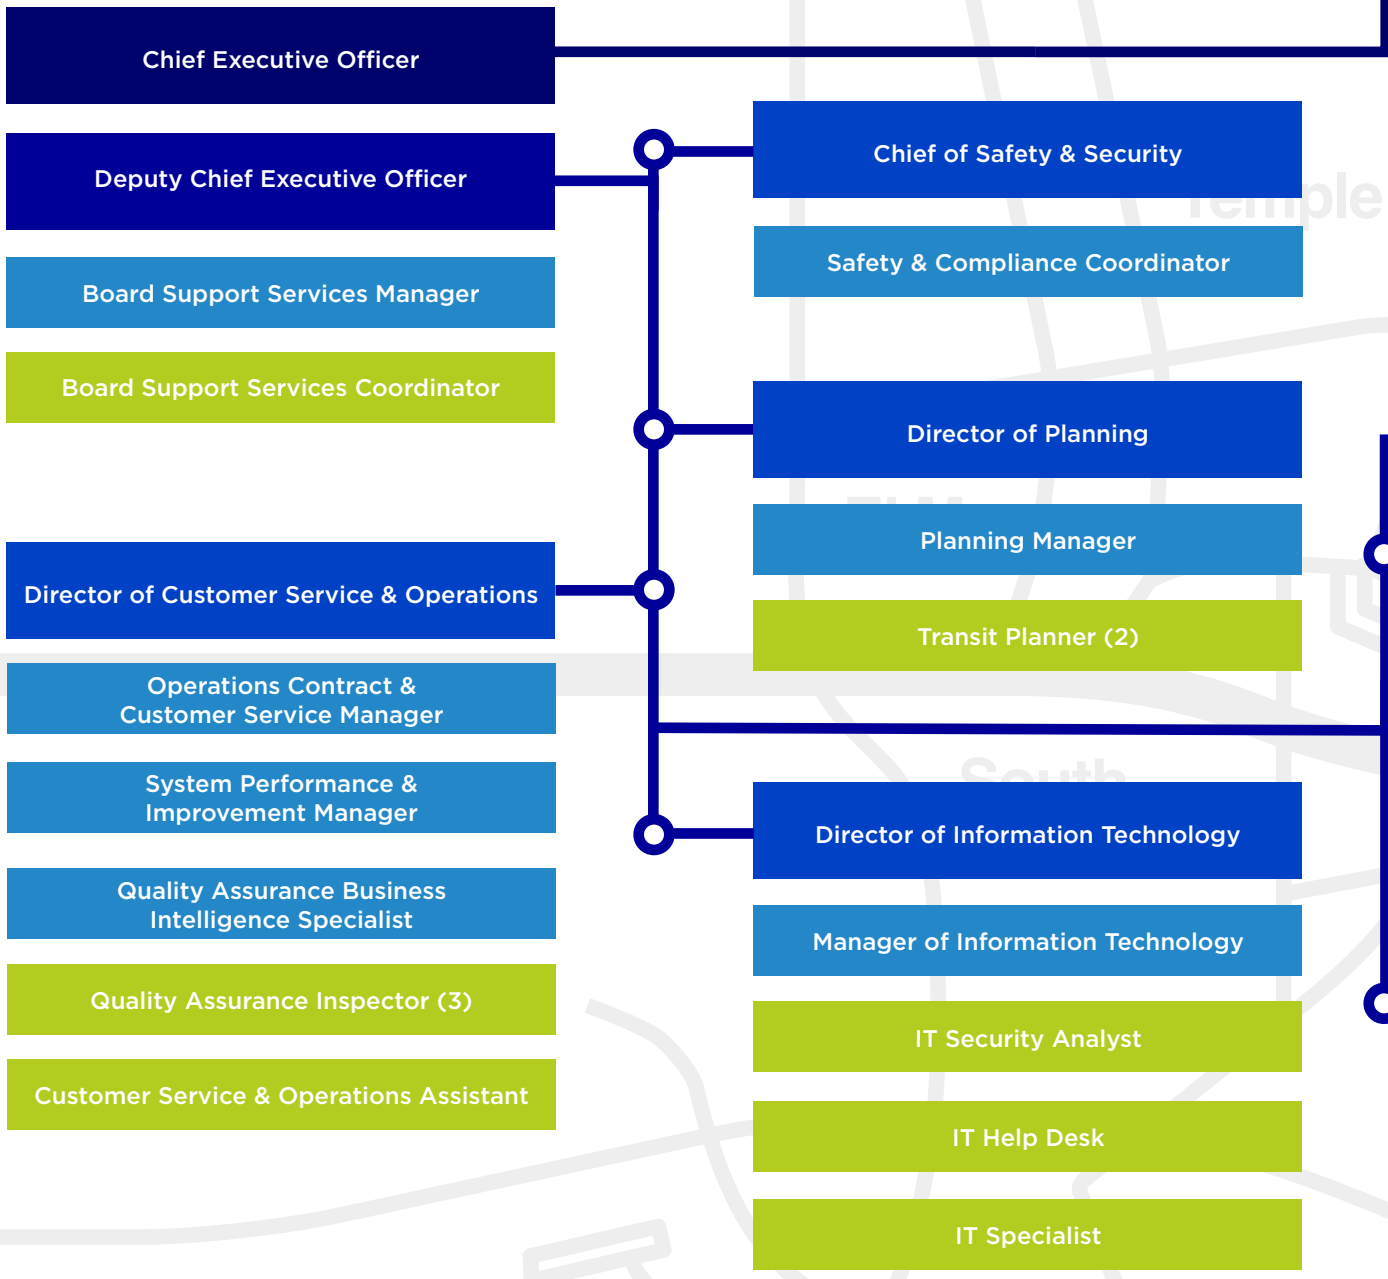 Chief Executive Officer
Deputy Chief Executive Officer
Board Support Services Manager
Board Support Services Coordinator
Director of Customer Service & Operations
Operations Contract &
Customer Service Manager
System Performance &
Improvement Manager
Quality Assurance Business
Intelligence Specialist
Quality Assurance Inspector (3)
Customer Service & Operations Assistant
Chief of Safety & Security
Temple
Safety & Compliance Coordinator
Director of Planning
Planning Manager
Transit Planner (2)
South
Director of Information Technology
Manager of Information Technology
IT Security Analyst
IT Help Desk
IT Specialist